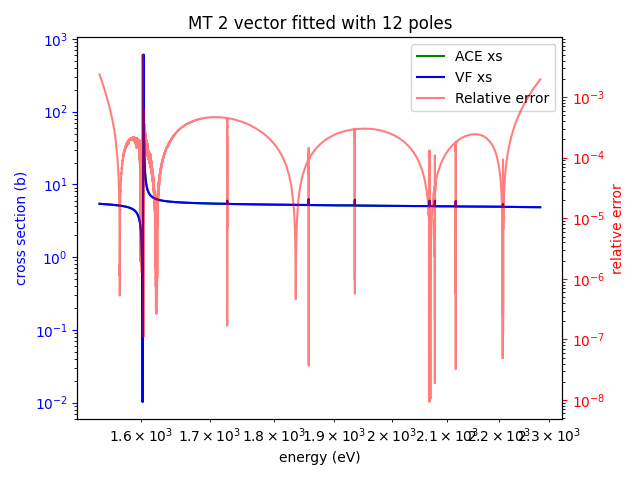 MT 2 vector fitted with 12 poles
ACE xs
VF xs
Relative error
cross section (b)
10³
10²
10¹
10⁰
10⁻¹
10⁻²
relative error
10⁻³
10⁻⁴
10⁻⁵
10⁻⁶
10⁻⁷
10⁻⁸
1.6 × 10³ 1.7 × 10³ 1.8 × 10³ 1.9 × 10³ 2 × 10³ 2.1 × 10³ 2.2 × 10³ 2.3 × 10³
energy (eV)